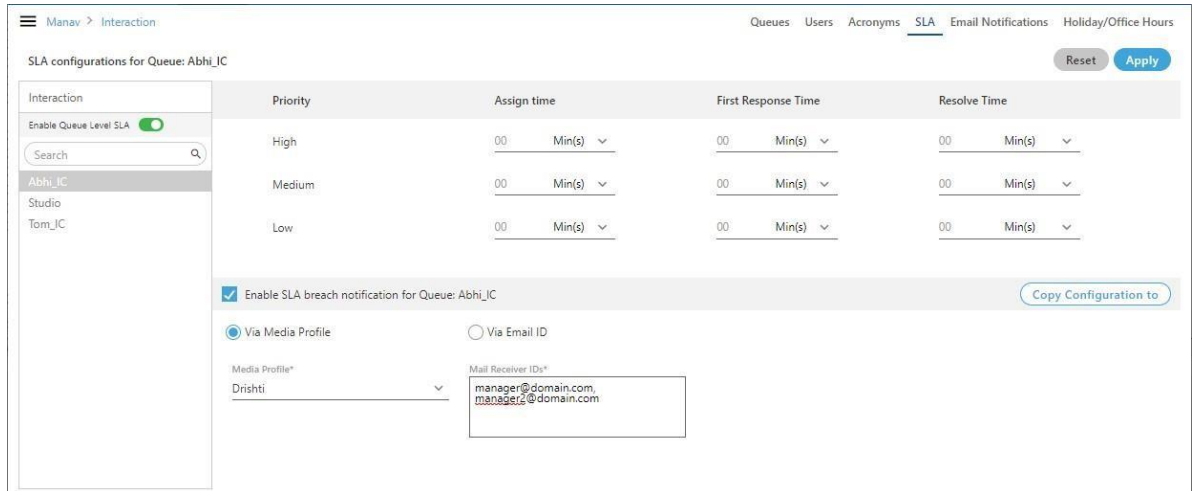 Manav > Interaction
Queues Users Acronyms SLA Email Notifications Holiday/Office Hours
SLA configurations for Queue: Abhi_IC
Reset Apply
Interaction
Enable Queue Level SLA
Search
Abhi_IC
Studio
Tom_IC
Priority Assign time First Response Time Resolve Time
High 00 Min(s) 00 Min(s) 00 Min(s)
Medium 00 Min(s) 00 Min(s) 00 Min(s)
Low 00 Min(s) 00 Min(s) 00 Min(s)
Enable SLA breach notification for Queue: Abhi_IC
Copy Configuration to
Via Media Profile Via Email ID
Media Profile* Mail Receiver IDs*
Drishti
manager@domain.com,
manager2@domain.com